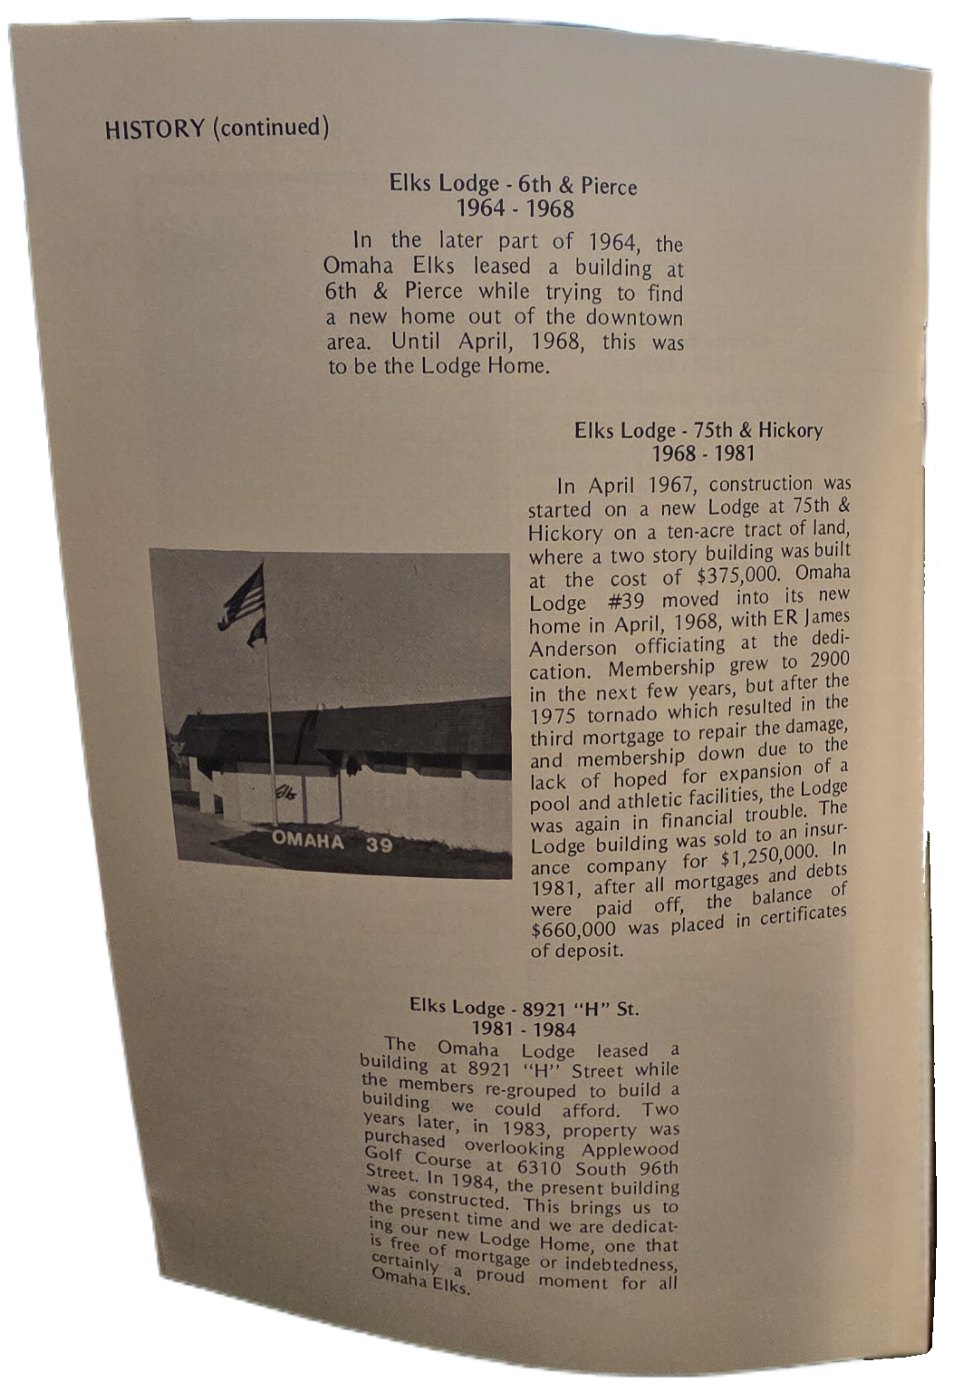 HISTORY (continued)
Elks Lodge - 6th & Pierce
1964 - 1968
In the later part of 1964, the
Omaha Elks leased a building at
6th & Pierce while trying to find
a new home out of the downtown
area. Until April, 1968, this was
to be the Lodge Home.
Elks Lodge - 75th & Hickory
1968 - 1981
In April 1967, construction was
started on a new Lodge at 75th &
Hickory on a ten-acre tract of land,
where a two story building was built
at the cost of $375,000. Omaha
Lodge #39 moved into its new
home in April, 1968, with ER James
Anderson officiating at the dedi-
cation. Membership grew to 2900
in the next few years, but after the
1975 tornado which resulted in the
third mortgage to repair the damage,
and membership down due to the
lack of hoped for expansion of a
pool and athletic facilities, the Lodge
was again in financial trouble. The
Lodge building was sold to an insur-
ance company for $1,250,000. In
1981, after all mortgages and debts
were paid off, the balance of
$660,000 was placed in certificates
of deposit.
Elks
OMAHA 39
Elks Lodge - 8921 "H" St.
1981 - 1984
The Omaha Lodge leased a
building at 8921 "H" Street while
the members re-grouped to build a
building we could afford. Two
years later, in 1983, property was
purchased overlooking Applewood
Golf Course at 6310 South 96th
Street. In 1984, the present building
was constructed. This brings us to
the present time and we are dedicat-
ing our new Lodge Home, one that
is free of mortgage or indebtedness,
certainly a proud moment for all
Omaha Elks.